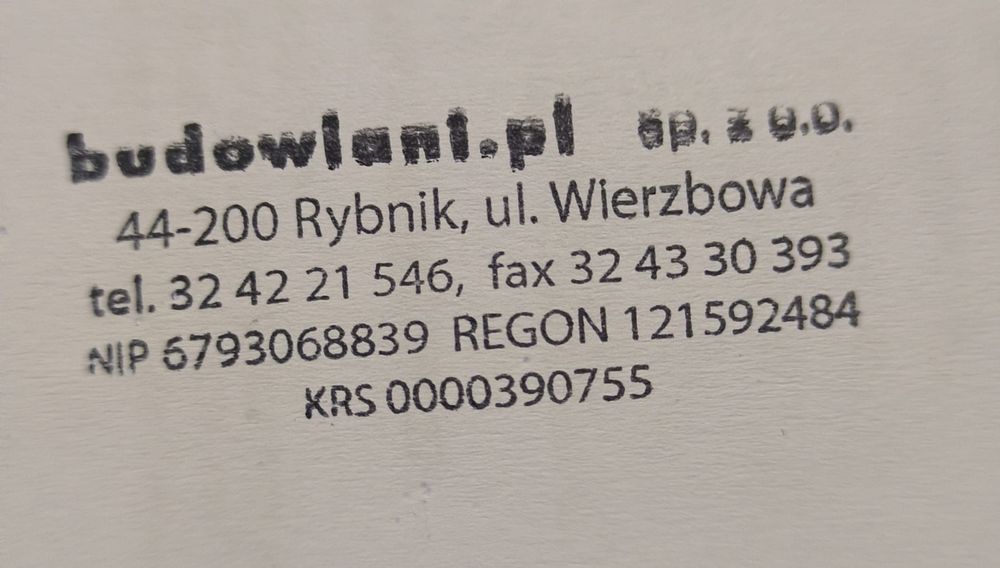 budowlani.pl sp. z o.o.
44-200 Rybnik, ul. Wierzbowa
tel. 32 42 21 546, fax 32 43 30 393
NIP 6793068839 REGON 121592484
KRS 0000390755